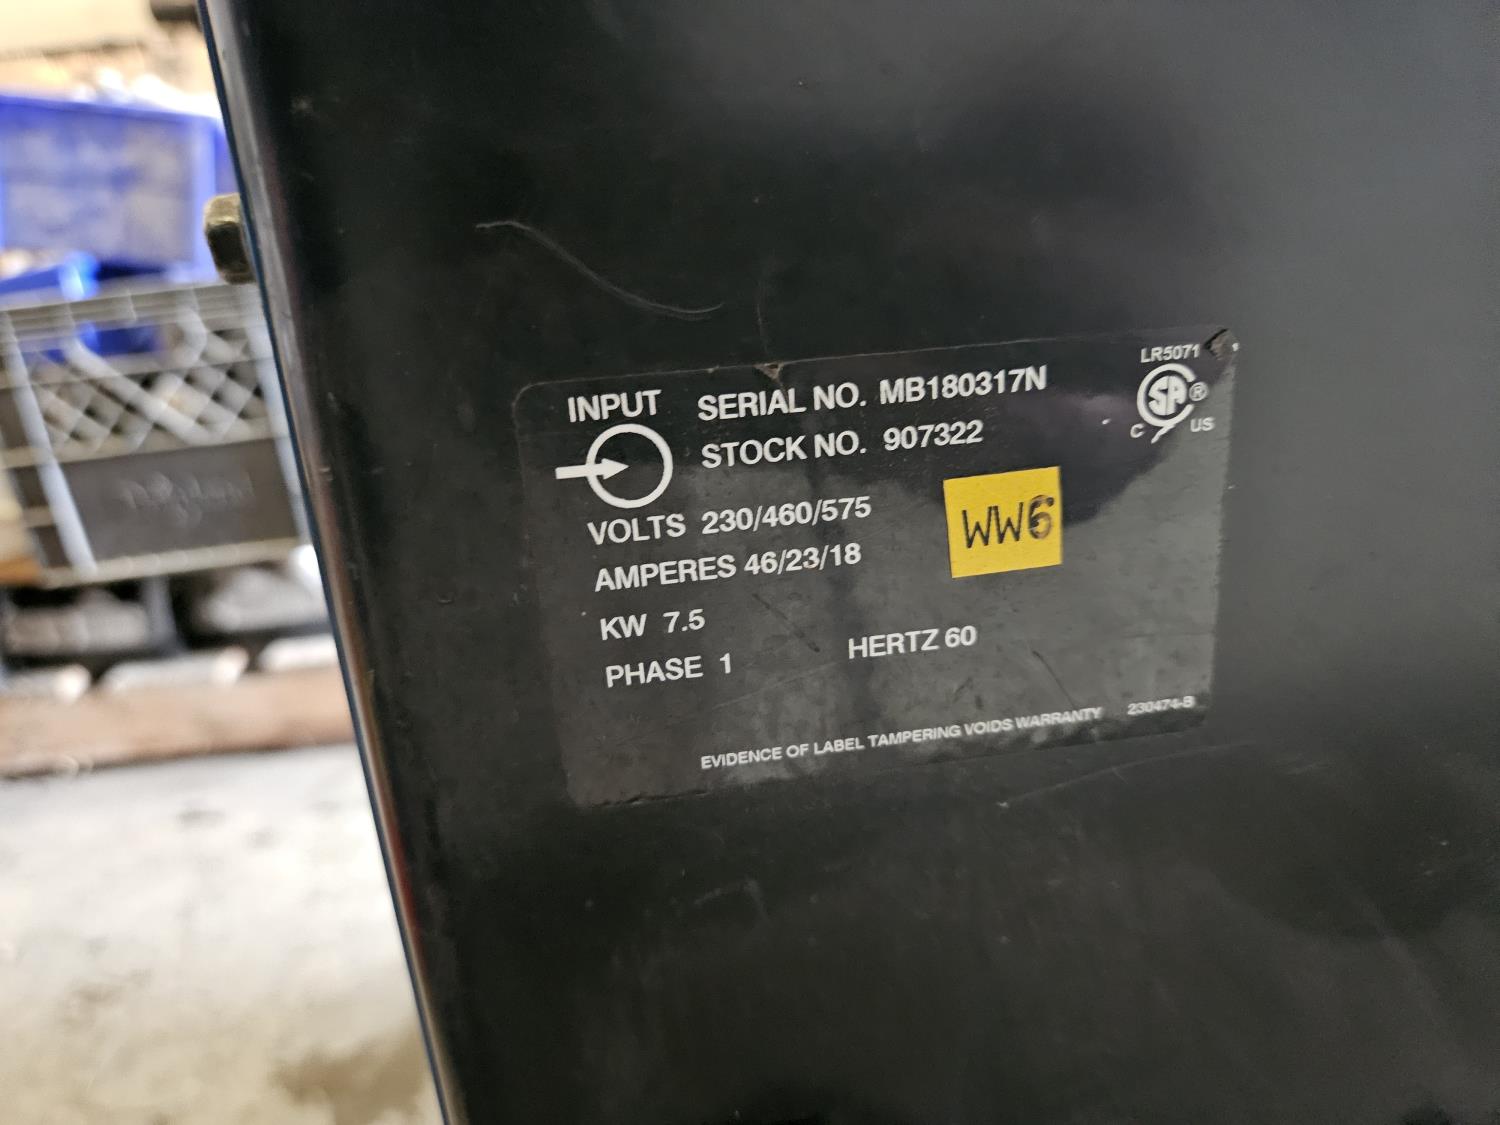 INPUT
SERIAL NO. MB180317N
STOCK NO. 907322
LR5071
SA®
C US
VOLTS 230/460/575
WW6
AMPERES 46/23/18
KW 7.5
PHASE 1 HERTZ 60
EVIDENCE OF LABEL TAMPERING VOIDS WARRANTY 230474-B